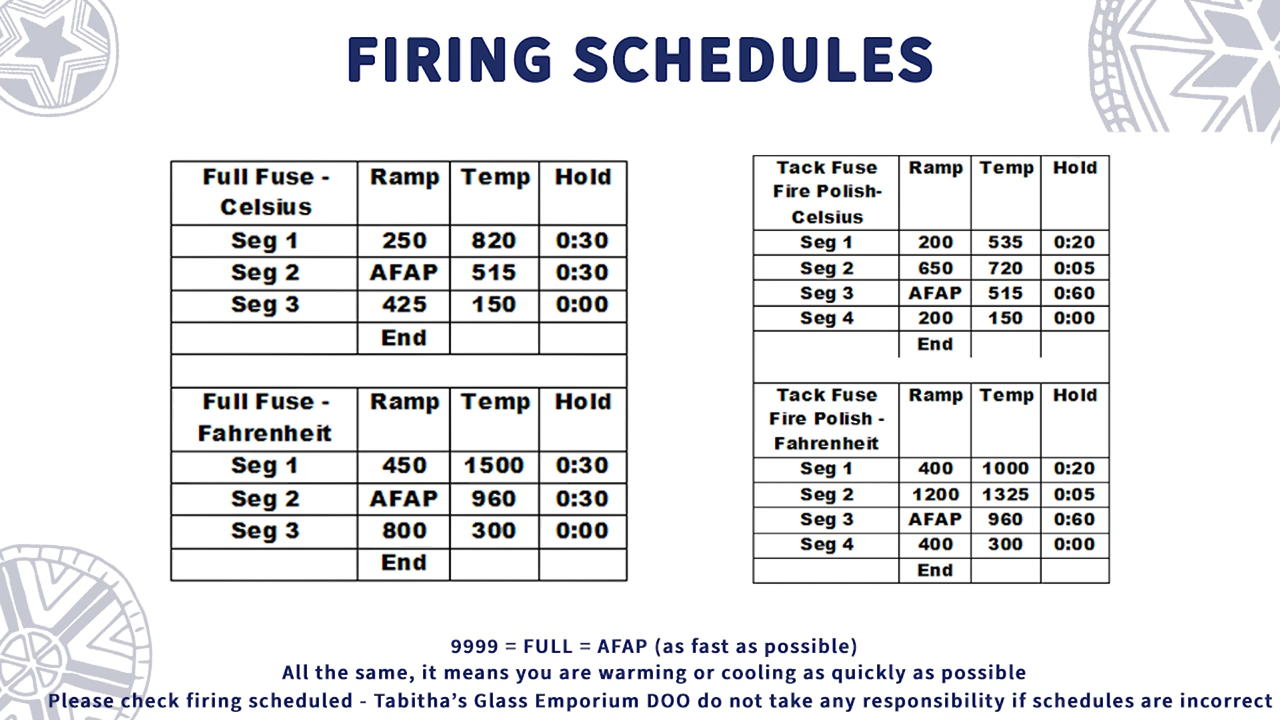 FIRING SCHEDULES
Full Fuse - Ramp Temp Hold
Celsius
Seg 1 250 820 0:30
Seg 2 AFAP 515 0:30
Seg 3 425 150 0:00
End
Full Fuse - Ramp Temp Hold
Fahrenheit
Seg 1 450 1500 0:30
Seg 2 AFAP 960 0:30
Seg 3 800 300 0:00
End
Tack Fuse Ramp Temp Hold
Fire Polish-
Celsius
Seg 1 200 535 0:20
Seg 2 650 720 0:05
Seg 3 AFAP 515 0:60
Seg 4 200 150 0:00
End
Tack Fuse Ramp Temp Hold
Fire Polish -
Fahrenheit
Seg 1 400 1000 0:20
Seg 2 1200 1325 0:05
Seg 3 AFAP 960 0:60
Seg 4 400 300 0:00
End
9999 = FULL = AFAP (as fast as possible)
All the same, it means you are warming or cooling as quickly as possible
Please check firing scheduled - Tabitha's Glass Emporium DOO do not take any responsibility if schedules are incorrect